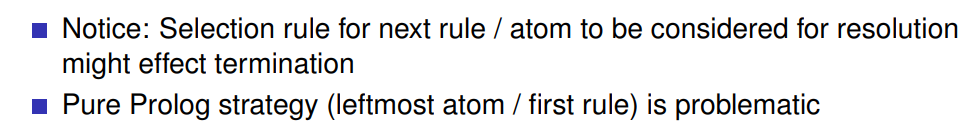 Notice: Selection rule for next rule / atom to be considered for resolution
might effect termination
Pure Prolog strategy (leftmost atom / first rule) is problematic